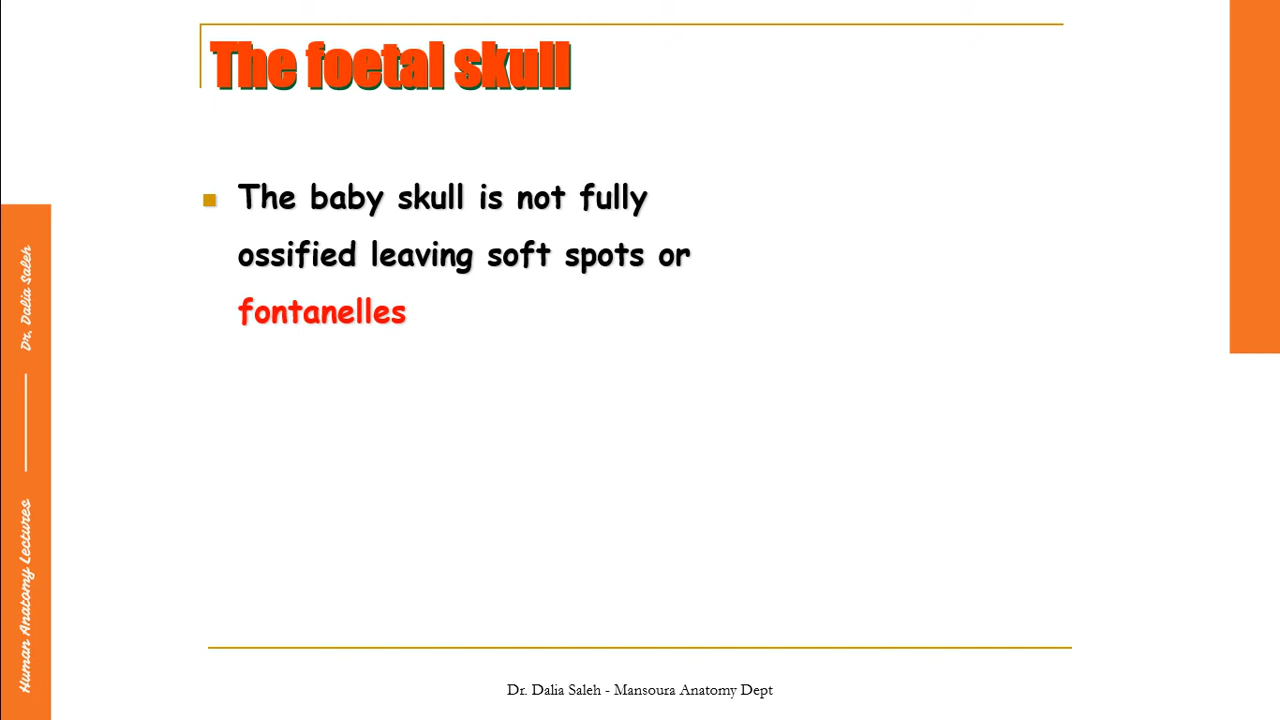 The foetal skull
The baby skull is not fully
ossified leaving soft spots or
fontanelles
Dr. Dalia Saleh
Human Anatomy Lectures
Dr. Dalia Saleh - Mansoura Anatomy Dept